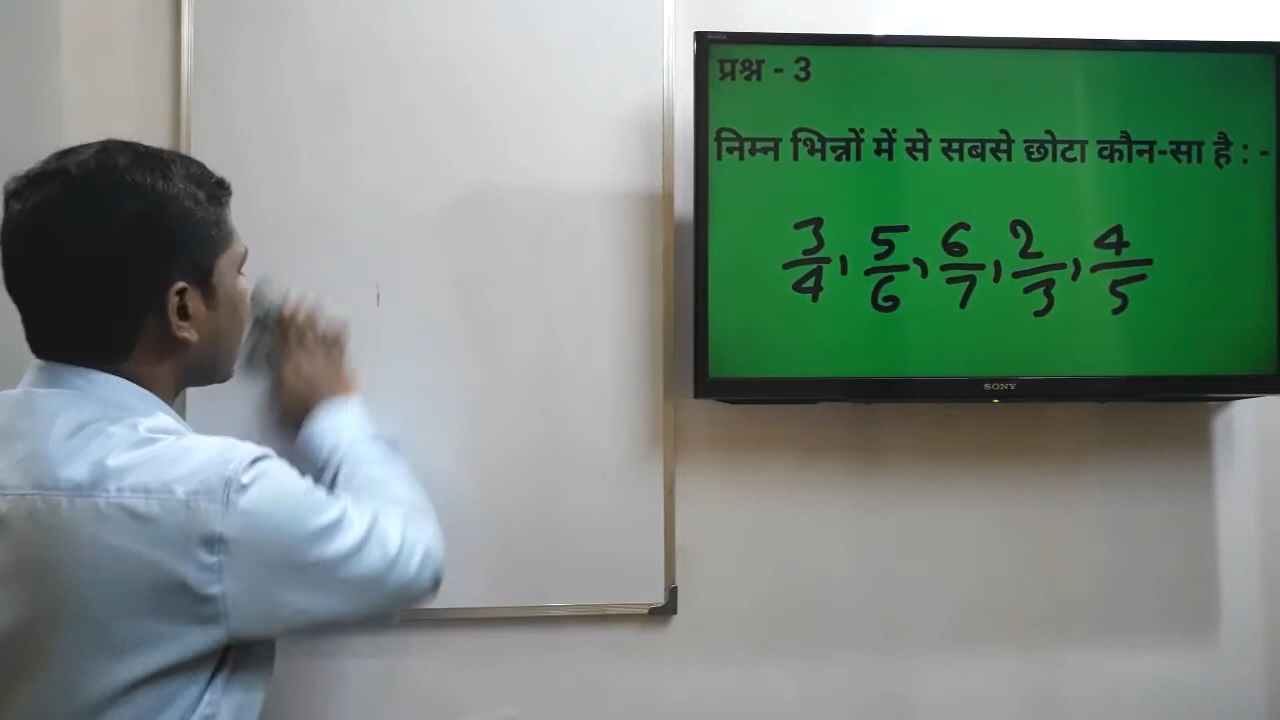 प्रश्न - 3
निम्न भिन्नों में से सबसे छोटा कौन-सा है : -
3/4, 5/6, 6/7, 2/3, 4/5
SONY